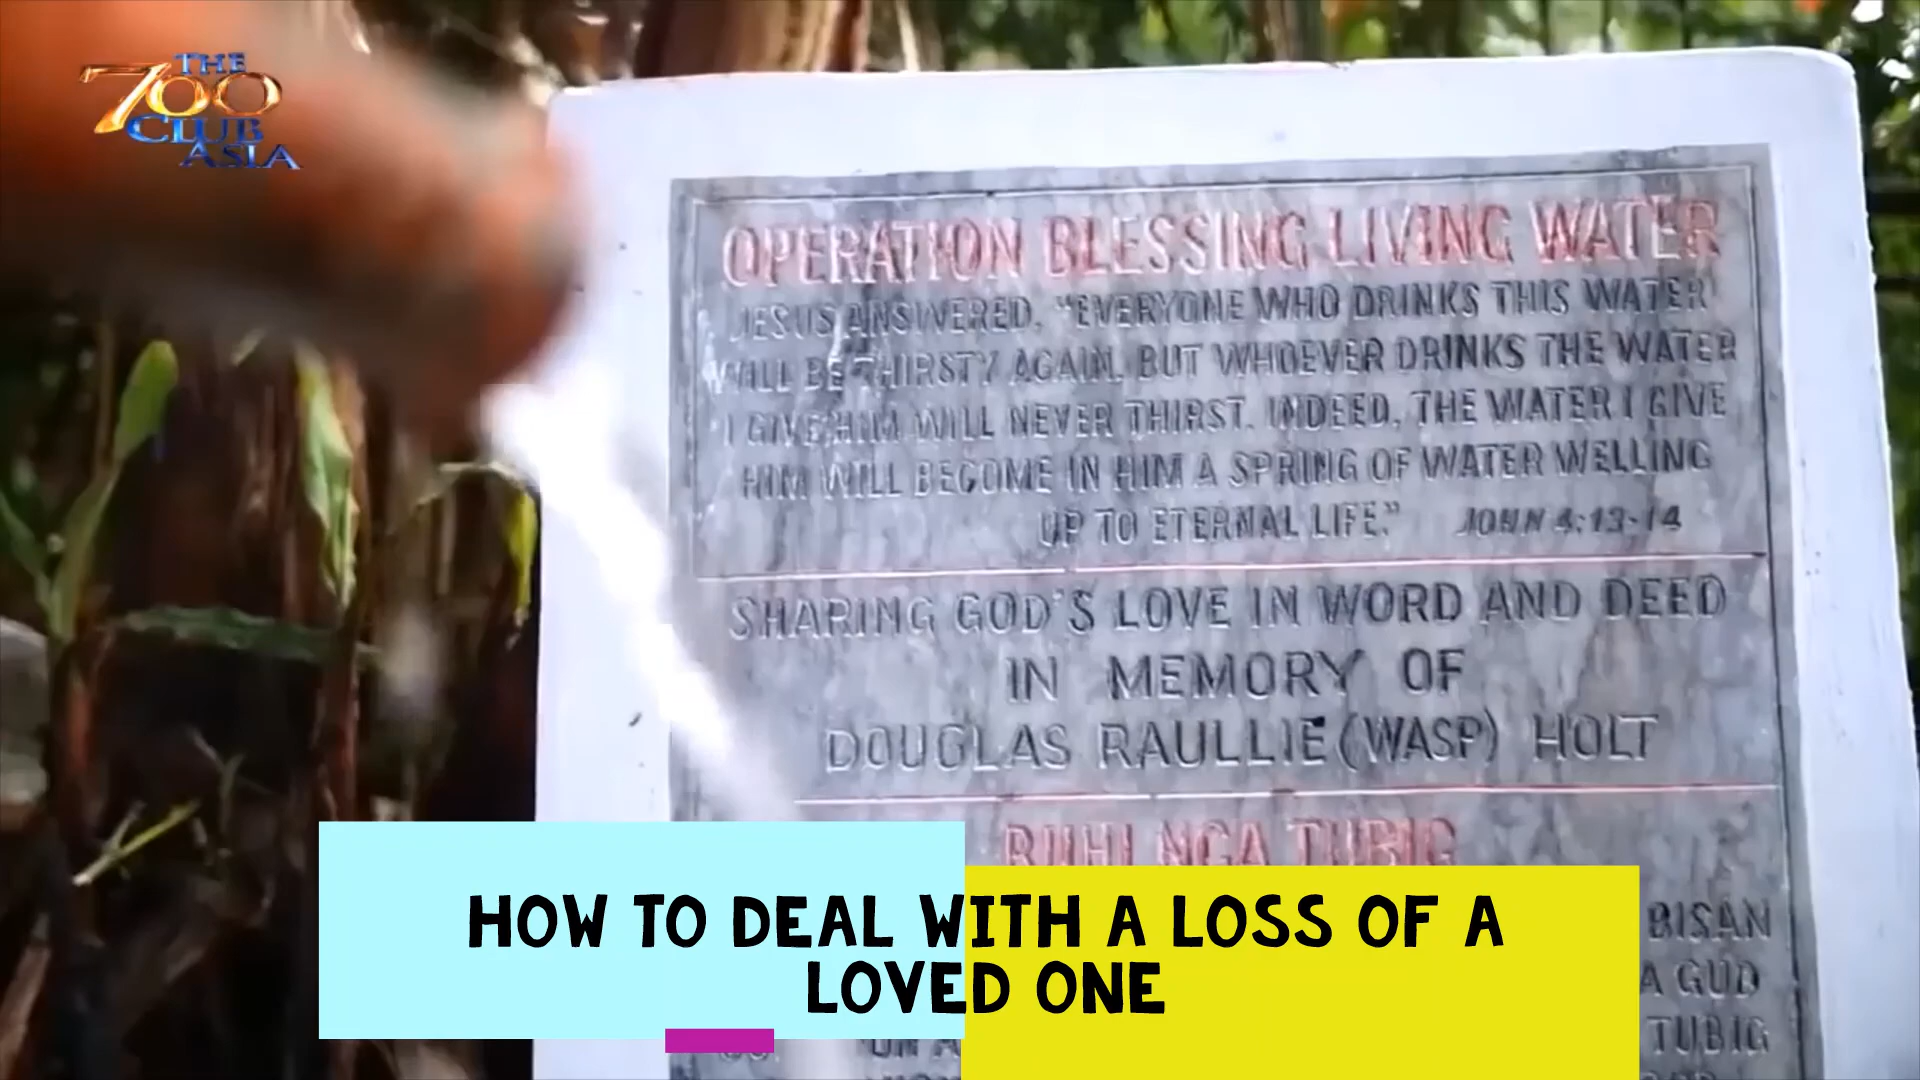 THE
700
CLUB
ASIA
OPERATION BLESSING LIVING WATER
JESUS ANSWERED, "EVERYONE WHO DRINKS THIS WATER
WILL BE THIRSTY AGAIN, BUT WHOEVER DRINKS THE WATER
I GIVE HIM WILL NEVER THIRST. INDEED, THE WATER I GIVE
HIM WILL BECOME IN HIM A SPRING OF WATER WELLING
UP TO ETERNAL LIFE." JOHN 4:13-14
SHARING GOD'S LOVE IN WORD AND DEED
IN MEMORY OF
DOUGLAS RAULLIE (WASP) HOLT
BUHI NGA TUBIG
BISAN
A GUD
TUBIG
HOW TO DEAL WITH A LOSS OF A
LOVED ONE